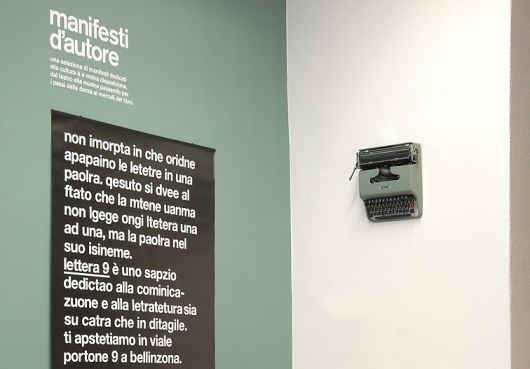 manifesti
d'autore
una selezione di manifesti dedicati
alla cultura è a vostra disposizione,
dal teatro alla musica passando per
i passi della danza ai mercati del libro.
non imorpta in che oridne
apapaino le letetre in una
paolra. qesuto si dvee al
ftato che la mtene uanma
non lgege ongi ltetera una
ad una, ma la paolra nel
suo isineme.
lettera 9 è uno sapzio
dedictao alla cominica-
zuone e alla letratetura sia
su catra che in ditagile.
ti apstetiamo in viale
portone 9 a bellinzona.